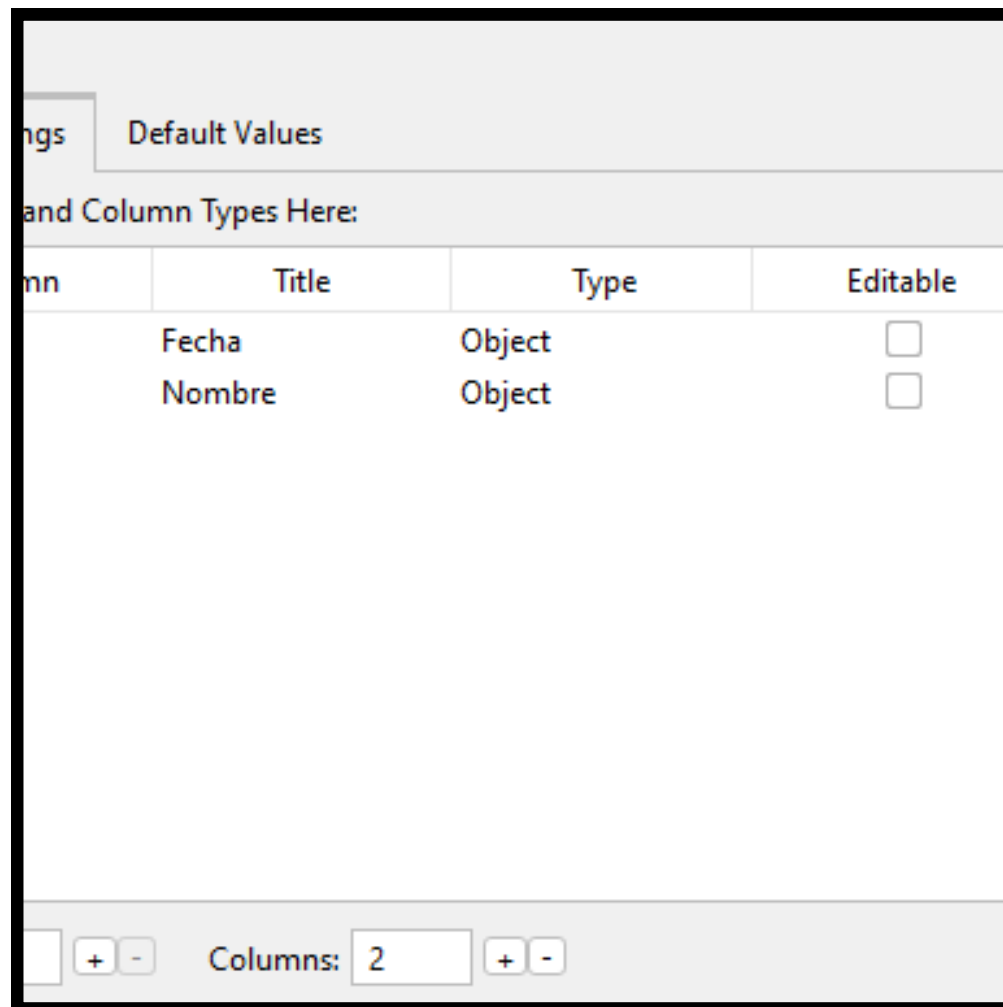 ngs Default Values
and Column Types Here:
mn Title Type Editable
Fecha Object
Nombre Object
+ - Columns: 2 + -